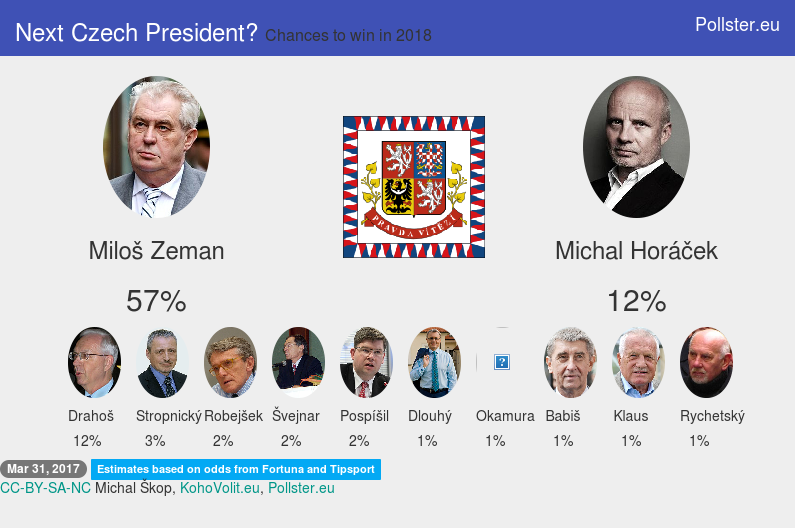 Next Czech President? Chances to win in 2018
Pollster.eu
PRAVDA VÍTĚZÍ
Miloš Zeman
Michal Horáček
57%
12%
Drahoš Stropnický Robejšek Švejnar Pospíšil Dlouhý Okamura Babiš Klaus Rychetský
12% 3% 2% 2% 2% 1% 1% 1% 1% 1%
Mar 31, 2017 Estimates based on odds from Fortuna and Tipsport
CC-BY-SA-NC Michal Škop, KohoVolit.eu, Pollster.eu